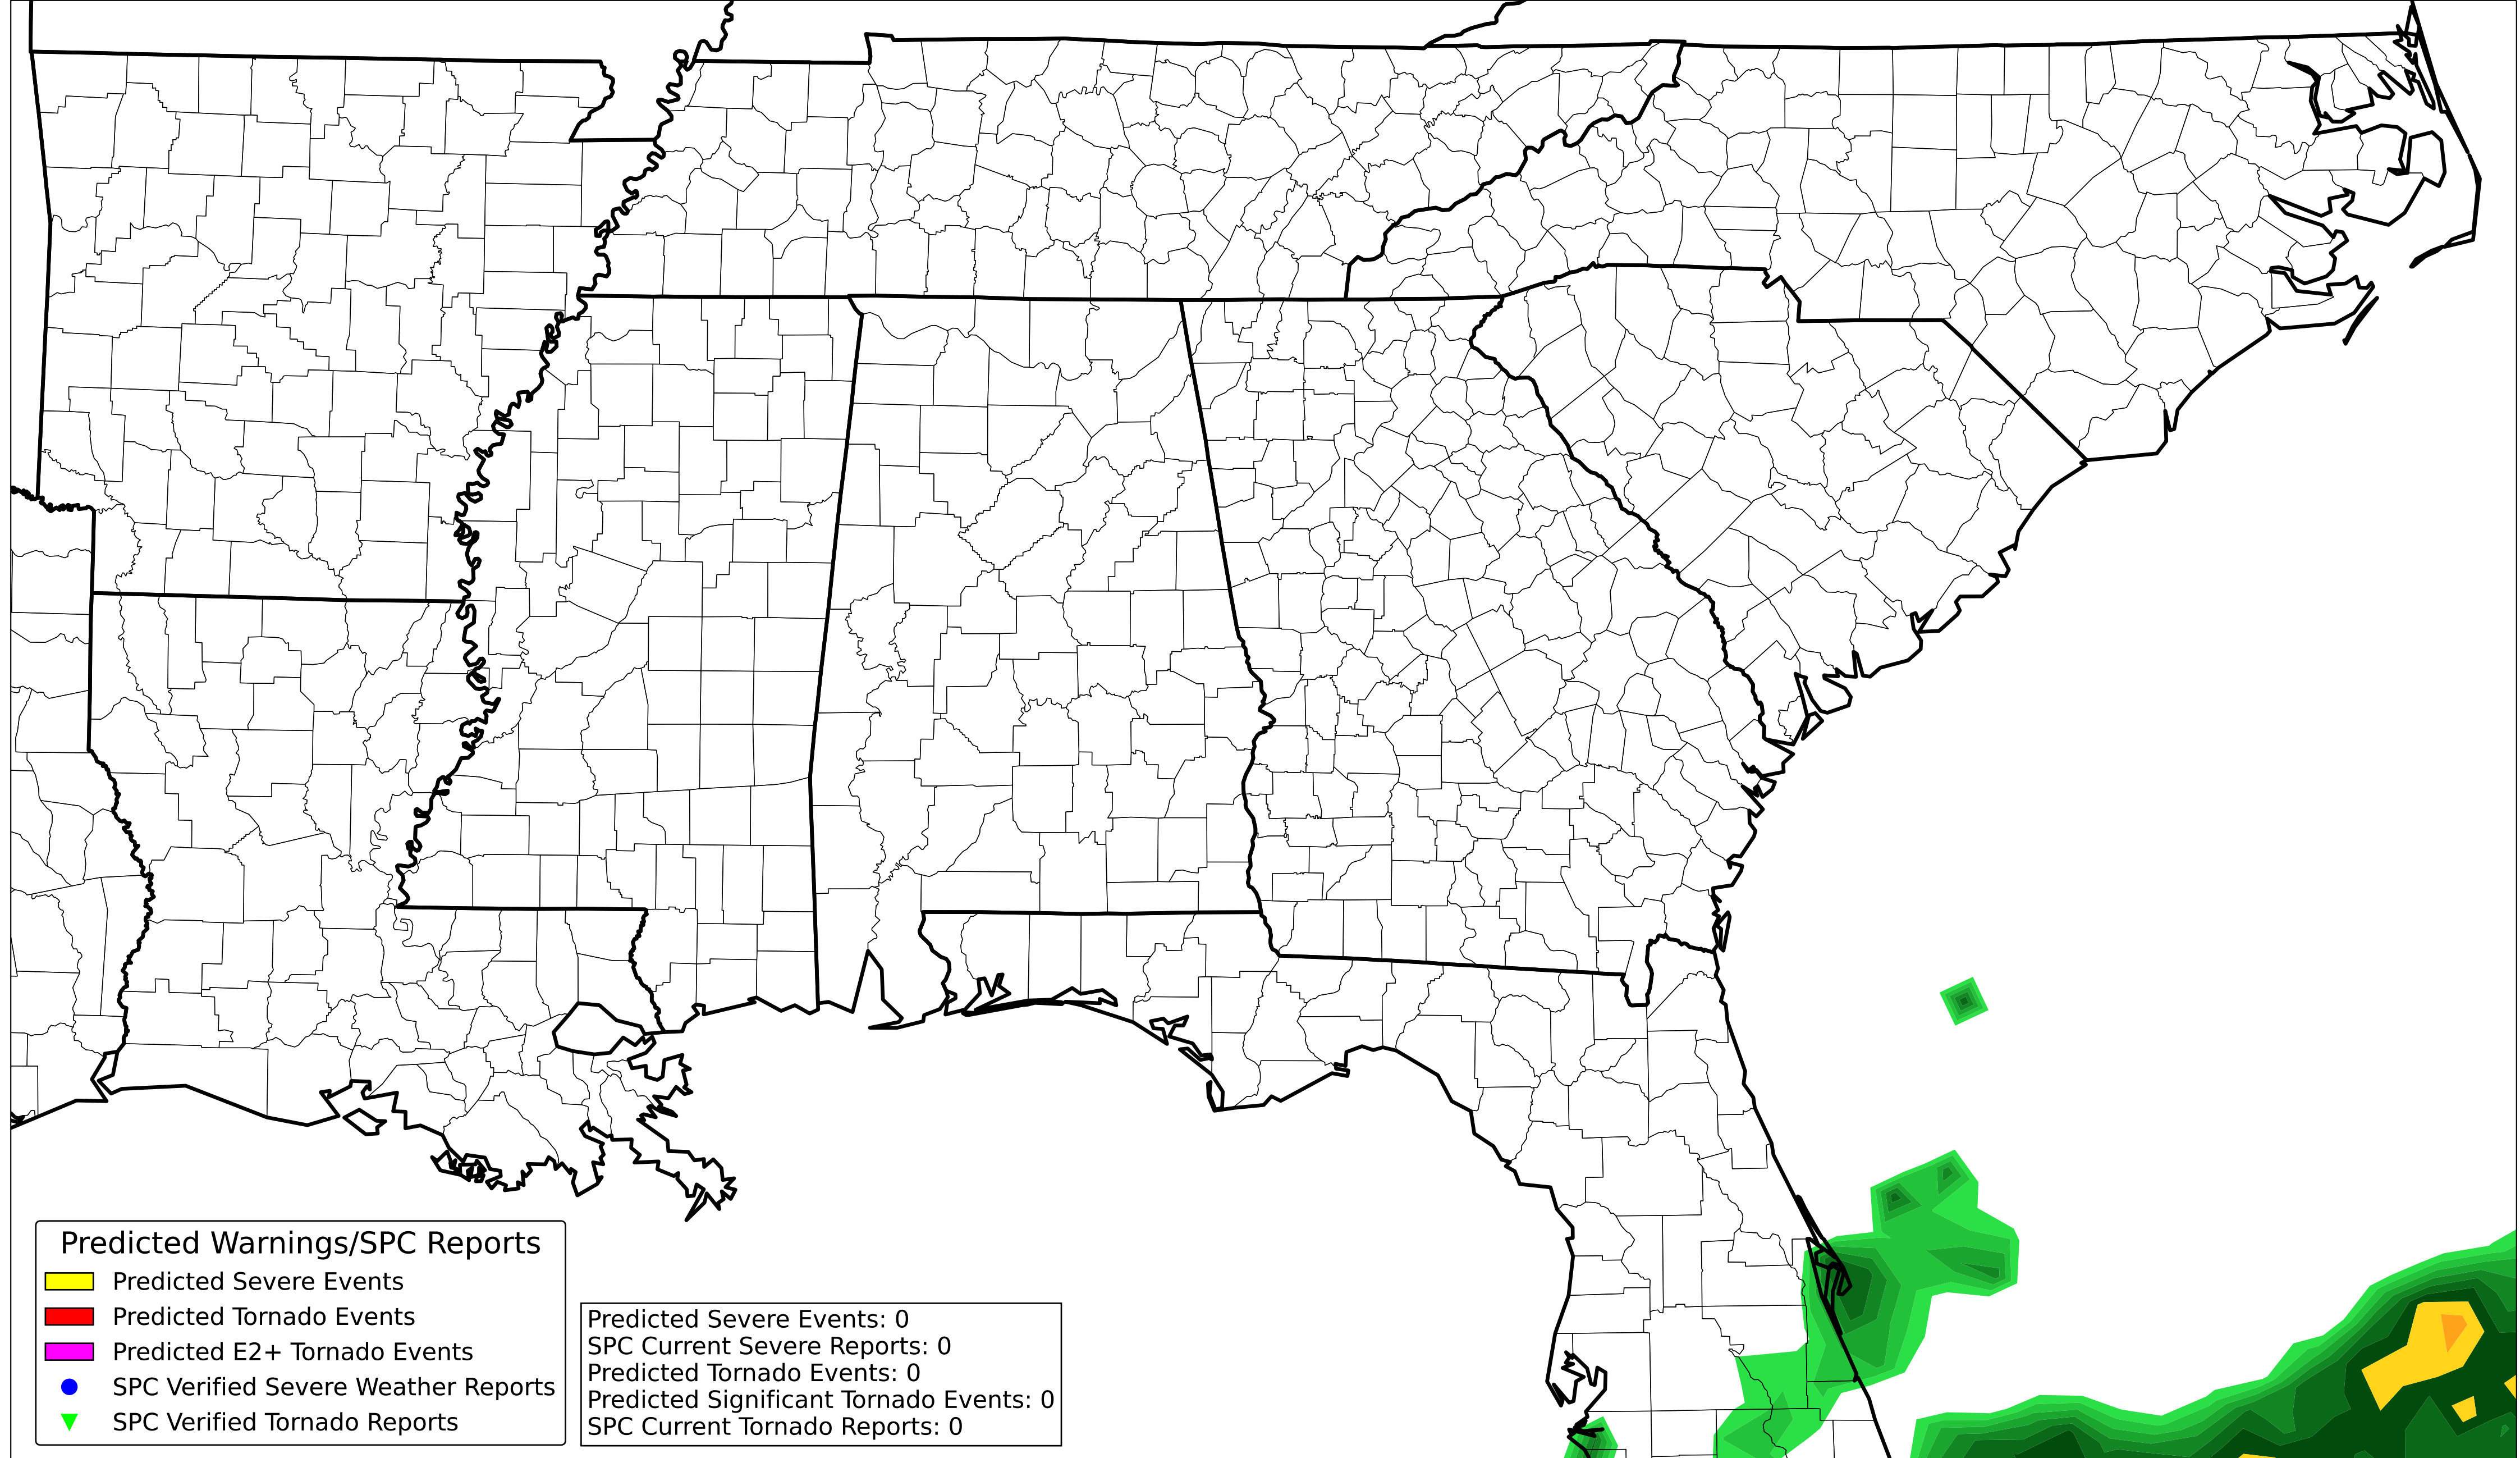 Predicted Warnings/SPC Reports
Predicted Severe Events
Predicted Tornado Events
Predicted E2+ Tornado Events
SPC Verified Severe Weather Reports
SPC Verified Tornado Reports
Predicted Severe Events: 0
SPC Current Severe Reports: 0
Predicted Tornado Events: 0
Predicted Significant Tornado Events: 0
SPC Current Tornado Reports: 0